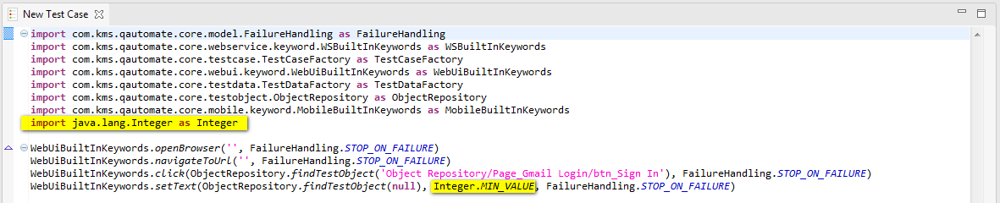 New Test Case
import com.kms.qautomate.core.model.FailureHandling as FailureHandling
import com.kms.qautomate.core.webservice.keyword.WSBuiltInKeywords as WSBuiltInKeywords
import com.kms.qautomate.core.testcase.TestCaseFactory as TestCaseFactory
import com.kms.qautomate.core.webui.keyword.WebUiBuiltInKeywords as WebUiBuiltInKeywords
import com.kms.qautomate.core.testdata.TestDataFactory as TestDataFactory
import com.kms.qautomate.core.testobject.ObjectRepository as ObjectRepository
import com.kms.qautomate.core.mobile.keyword.MobileBuiltInKeywords as MobileBuiltInKeywords
import java.lang.Integer as Integer
WebUiBuiltInKeywords.openBrowser('', FailureHandling.STOP_ON_FAILURE)
WebUiBuiltInKeywords.navigateToUrl('', FailureHandling.STOP_ON_FAILURE)
WebUiBuiltInKeywords.click(ObjectRepository.findTestObject('Object Repository/Page_Gmail Login/btn_Sign In'), FailureHandling.STOP_ON_FAILURE)
WebUiBuiltInKeywords.setText(ObjectRepository.findTestObject(null), Integer.MIN_VALUE, FailureHandling.STOP_ON_FAILURE)